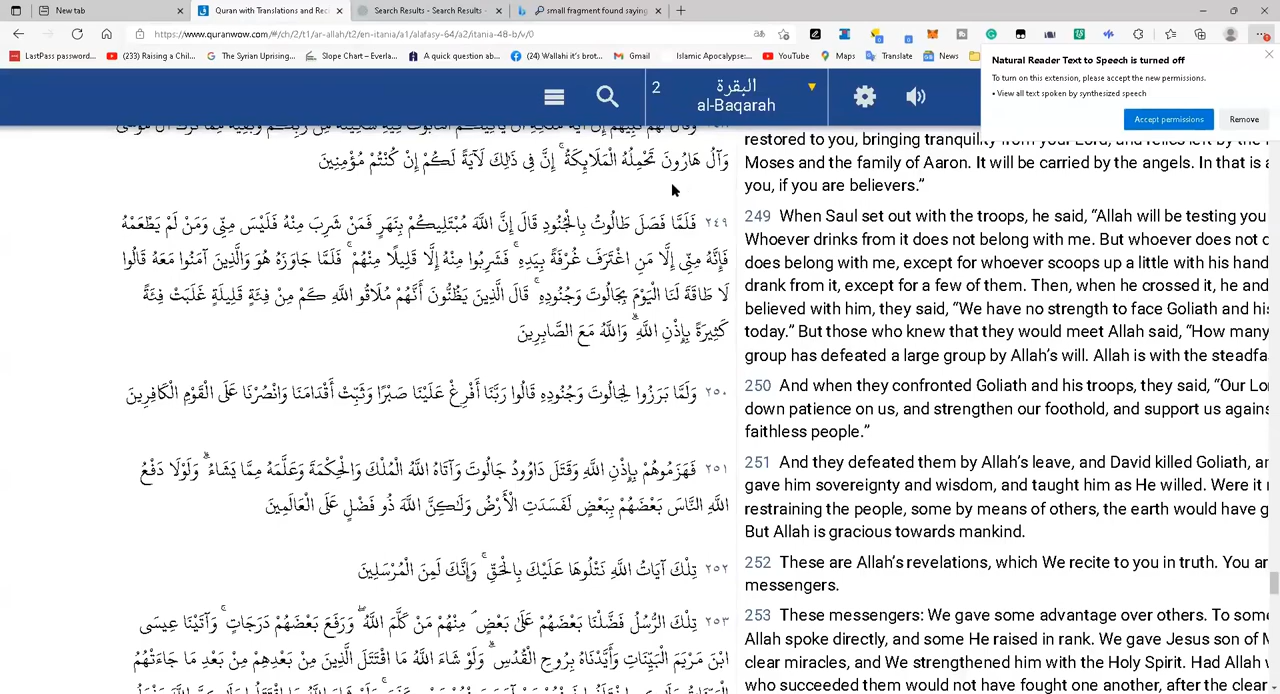 New tab
Quran with Translations and Rec
Search Results - Search Results -
small fragment found saying
https://www.quranwow.com/#/ch/2/t1/ar-allah/t2/en-itania/a1/alafasy-64/a2/itania-48-b/v/0
LastPass password...
(233) Raising a Chil...
The Syrian Uprising...
Slope Chart – Everla...
A quick question ab...
(24) Wallahi it's brot...
Gmail
Islamic Apocalypse:...
YouTube
Maps
Translate
News
Natural Reader Text to Speech is turned off
To turn on this extension, please accept the new permissions.
• View all text spoken by synthesized speech
Accept permissions
Remove
2
البقرة
al-Baqarah
وَآلُ هَارُونَ تَحْمِلُهُ الْمَلَائِكَةُ ۚ إِنَّ فِي ذَٰلِكَ لَآيَةً لَكُمْ إِنْ كُنْتُمْ مُؤْمِنِينَ
٢٤٩ فَلَمَّا فَصَلَ طَالُوتُ بِالْجُنُودِ قَالَ إِنَّ اللَّهَ مُبْتَلِيكُمْ بِنَهَرٍ فَمَنْ شَرِبَ مِنْهُ فَلَيْسَ مِنِّي وَمَنْ لَمْ يَطْعَمْهُ
فَإِنَّهُ مِنِّي إِلَّا مَنِ اغْتَرَفَ غُرْفَةً بِيَدِهِ ۚ فَشَرِبُوا مِنْهُ إِلَّا قَلِيلًا مِنْهُمْ ۚ فَلَمَّا جَاوَزَهُ هُوَ وَالَّذِينَ آمَنُوا مَعَهُ قَالُوا
لَا طَاقَةَ لَنَا الْيَوْمَ بِجَالُوتَ وَجُنُودِهِ ۚ قَالَ الَّذِينَ يَظُنُّونَ أَنَّهُمْ مُلَاقُو اللَّهِ كَمْ مِنْ فِئَةٍ قَلِيلَةٍ غَلَبَتْ فِئَةً
كَثِيرَةً بِإِذْنِ اللَّهِ ۗ وَاللَّهُ مَعَ الصَّابِرِينَ
٢٥٠ وَلَمَّا بَرَزُوا لِجَالُوتَ وَجُنُودِهِ قَالُوا رَبَّنَا أَفْرِغْ عَلَيْنَا صَبْرًا وَثَبِّتْ أَقْدَامَنَا وَانْصُرْنَا عَلَى الْقَوْمِ الْكَافِرِينَ
٢٥١ فَهَزَمُوهُمْ بِإِذْنِ اللَّهِ وَقَتَلَ دَاوُودُ جَالُوتَ وَآتَاهُ اللَّهُ الْمُلْكَ وَالْحِكْمَةَ وَعَلَّمَهُ مِمَّا يَشَاءُ ۗ وَلَوْلَا دَفْعُ
اللَّهِ النَّاسَ بَعْضَهُمْ بِبَعْضٍ لَفَسَدَتِ الْأَرْضُ وَلَٰكِنَّ اللَّهَ ذُو فَضْلٍ عَلَى الْعَالَمِينَ
٢٥٢ تِلْكَ آيَاتُ اللَّهِ نَتْلُوهَا عَلَيْكَ بِالْحَقِّ ۚ وَإِنَّكَ لَمِنَ الْمُرْسَلِينَ
٢٥٣ تِلْكَ الرُّسُلُ فَضَّلْنَا بَعْضَهُمْ عَلَىٰ بَعْضٍ ۘ مِنْهُمْ مَنْ كَلَّمَ اللَّهُ ۖ وَرَفَعَ بَعْضَهُمْ دَرَجَاتٍ ۚ وَآتَيْنَا عِيسَى
ابْنَ مَرْيَمَ الْبَيِّنَاتِ وَأَيَّدْنَاهُ بِرُوحِ الْقُدُسِ ۗ وَلَوْ شَاءَ اللَّهُ مَا اقْتَتَلَ الَّذِينَ مِنْ بَعْدِهِمْ مِنْ بَعْدِ مَا جَاءَتْهُمُ
restored to you, bringing tranquility from your Lord, and relics left by the
Moses and the family of Aaron. It will be carried by the angels. In that is a
you, if you are believers.”
249 When Saul set out with the troops, he said, “Allah will be testing you
Whoever drinks from it does not belong with me. But whoever does not
does belong with me, except for whoever scoops up a little with his hand
drank from it, except for a few of them. Then, when he crossed it, he and
believed with him, they said, “We have no strength to face Goliath and
today.” But those who knew that they would meet Allah said, “How many
group has defeated a large group by Allah's will. Allah is with the
250 And when they confronted Goliath and his troops, they said, “Our
down patience on us, and strengthen our foothold, and support us
faithless people.”
251 And they defeated them by Allah's leave, and David killed Goliath,
gave him sovereignty and wisdom, and taught him as He willed. Were it
restraining the people, some by means of others, the earth would have
But Allah is gracious towards mankind.
252 These are Allah's revelations, which We recite to you in truth. You
messengers.
253 These messengers: We gave some advantage over others. To
Allah spoke directly, and some He raised in rank. We gave Jesus son of
clear miracles, and We strengthened him with the Holy Spirit. Had Allah
who succeeded them would not have fought one another, after the clear